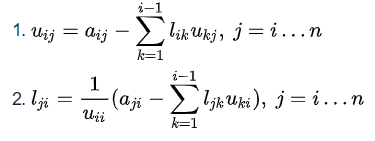 1. $u_{ij} = a_{ij} - \sum_{k=1}^{i-1} l_{ik} u_{kj}, \; j = i \ldots n$
2. $l_{ji} = \frac{1}{u_{ii}} (a_{ji} - \sum_{k=1}^{i-1} l_{jk} u_{ki}), \; j = i \ldots n$